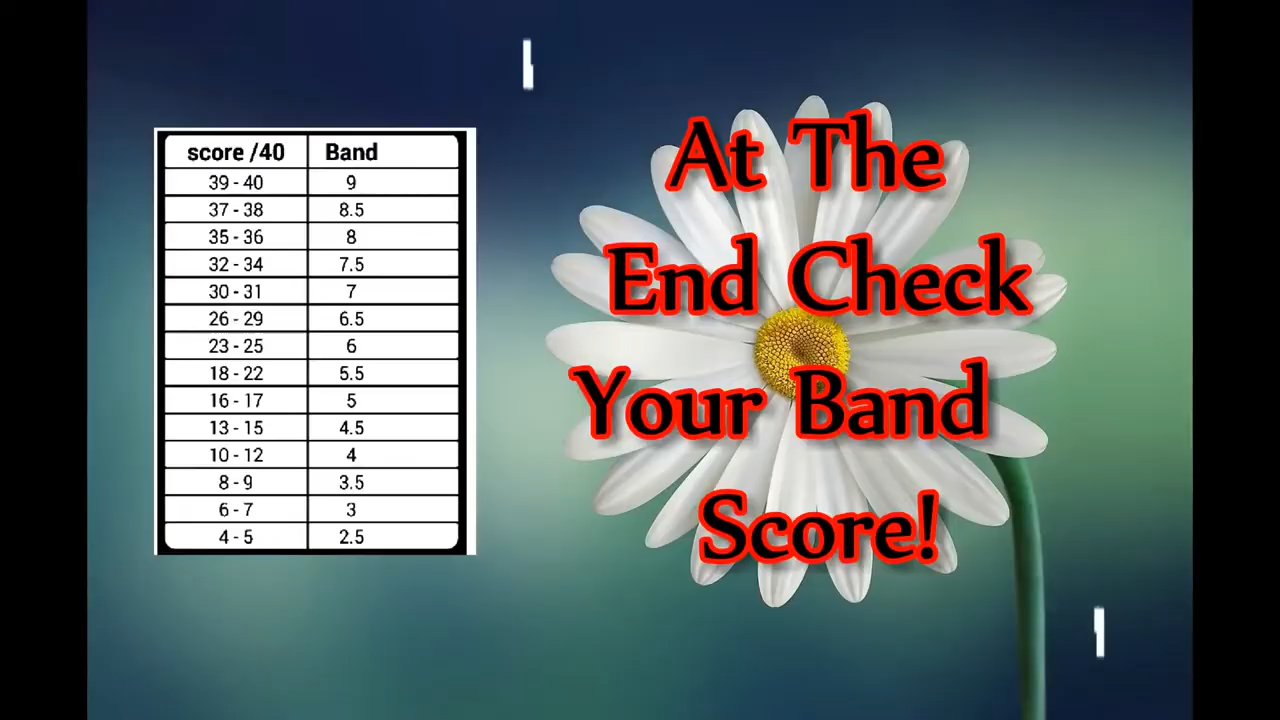 score /40 Band
39 - 40 9
37 - 38 8.5
35 - 36 8
32 - 34 7.5
30 - 31 7
26 - 29 6.5
23 - 25 6
18 - 22 5.5
16 - 17 5
13 - 15 4.5
10 - 12 4
8 - 9 3.5
6 - 7 3
4 - 5 2.5
At The
End Check
Your Band
Score!